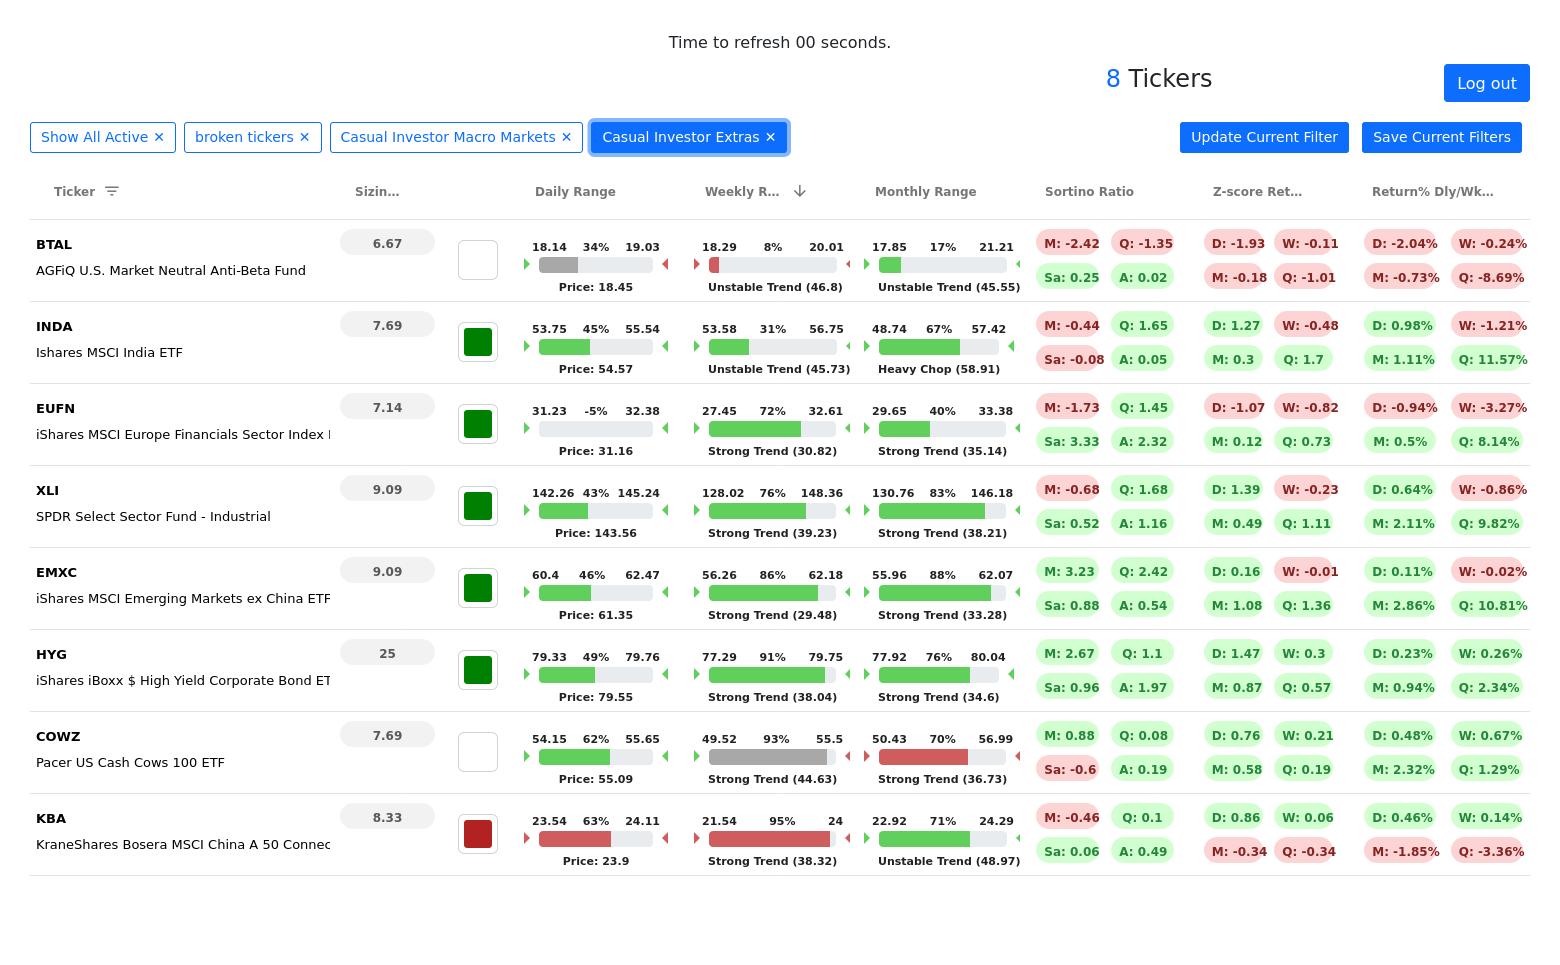 Time to refresh 00 seconds.
8 Tickers
Log out
Show All Active ✕ broken tickers ✕ Casual Investor Macro Markets ✕ Casual Investor Extras ✕ Update Current Filter Save Current Filters
Ticker Sizin... Daily Range Weekly R... Monthly Range Sortino Ratio Z-score Ret... Return% Dly/Wk...
BTAL 6.67 18.14 34% 19.03 18.29 8% 20.01 17.85 17% 21.21 M: -2.42 Q: -1.35 D: -1.93 W: -0.11 D: -2.04% W: -0.24%
AGFiQ U.S. Market Neutral Anti-Beta Fund Price: 18.45 Unstable Trend (46.8) Unstable Trend (45.55) Sa: 0.25 A: 0.02 M: -0.18 Q: -1.01 M: -0.73% Q: -8.69%
INDA 7.69 53.75 45% 55.54 53.58 31% 56.75 48.74 67% 57.42 M: -0.44 Q: 1.65 D: 1.27 W: -0.48 D: 0.98% W: -1.21%
Ishares MSCI India ETF Price: 54.57 Unstable Trend (45.73) Heavy Chop (58.91) Sa: -0.08 A: 0.05 M: 0.3 Q: 1.7 M: 1.11% Q: 11.57%
EUFN 7.14 31.23 -5% 32.38 27.45 72% 32.61 29.65 40% 33.38 M: -1.73 Q: 1.45 D: -1.07 W: -0.82 D: -0.94% W: -3.27%
iShares MSCI Europe Financials Sector Index Price: 31.16 Strong Trend (30.82) Strong Trend (35.14) Sa: 3.33 A: 2.32 M: 0.12 Q: 0.73 M: 0.5% Q: 8.14%
XLI 9.09 142.26 43% 145.24 128.02 76% 148.36 130.76 83% 146.18 M: -0.68 Q: 1.68 D: 1.39 W: -0.23 D: 0.64% W: -0.86%
SPDR Select Sector Fund - Industrial Price: 143.56 Strong Trend (39.23) Strong Trend (38.21) Sa: 0.52 A: 1.16 M: 0.49 Q: 1.11 M: 2.11% Q: 9.82%
EMXC 9.09 60.4 46% 62.47 56.26 86% 62.18 55.96 88% 62.07 M: 3.23 Q: 2.42 D: 0.16 W: -0.01 D: 0.11% W: -0.02%
iShares MSCI Emerging Markets ex China ETF Price: 61.35 Strong Trend (29.48) Strong Trend (33.28) Sa: 0.88 A: 0.54 M: 1.08 Q: 1.36 M: 2.86% Q: 10.81%
HYG 25 79.33 49% 79.76 77.29 91% 79.75 77.92 76% 80.04 M: 2.67 Q: 1.1 D: 1.47 W: 0.3 D: 0.23% W: 0.26%
iShares iBoxx $ High Yield Corporate Bond ET Price: 79.55 Strong Trend (38.04) Strong Trend (34.6) Sa: 0.96 A: 1.97 M: 0.87 Q: 0.57 M: 0.94% Q: 2.34%
COWZ 7.69 54.15 62% 55.65 49.52 93% 55.5 50.43 70% 56.99 M: 0.88 Q: 0.08 D: 0.76 W: 0.21 D: 0.48% W: 0.67%
Pacer US Cash Cows 100 ETF Price: 55.09 Strong Trend (44.63) Strong Trend (36.73) Sa: -0.6 A: 0.19 M: 0.58 Q: 0.19 M: 2.32% Q: 1.29%
KBA 8.33 23.54 63% 24.11 21.54 95% 24 22.92 71% 24.29 M: -0.46 Q: 0.1 D: 0.86 W: 0.06 D: 0.46% W: 0.14%
KraneShares Bosera MSCI China A 50 Connec Price: 23.9 Strong Trend (38.32) Unstable Trend (48.97) Sa: 0.06 A: 0.49 M: -0.34 Q: -0.34 M: -1.85% Q: -3.36%